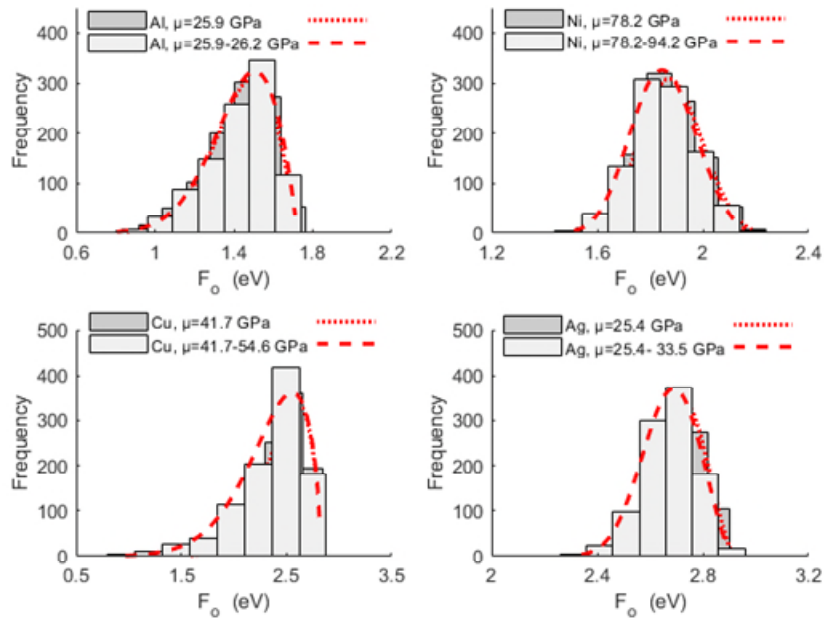 Al, μ=25.9 GPa
Al, μ=25.9-26.2 GPa
400
300
200
100
0
Frequency
0.6 1 1.4 1.8 2.2
F_o (eV)
Ni, μ=78.2 GPa
Ni, μ=78.2-94.2 GPa
400
300
200
100
0
Frequency
1.2 1.6 2 2.4
F_o (eV)
Cu, μ=41.7 GPa
Cu, μ=41.7-54.6 GPa
500
400
300
200
100
0
Frequency
0.5 1.5 2.5 3.5
F_o (eV)
Ag, μ=25.4 GPa
Ag, μ=25.4- 33.5 GPa
500
400
300
200
100
0
Frequency
2 2.4 2.8 3.2
F_o (eV)